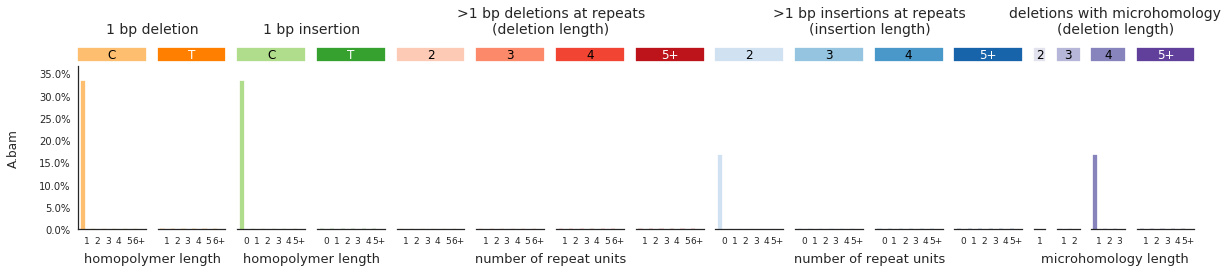 1 bp deletion
1 bp insertion
>1 bp deletions at repeats
(deletion length)
>1 bp insertions at repeats
(insertion length)
deletions with microhomology
(deletion length)
C T C T 2 3 4 5+ 2 3 4 5+ 2 3 4 5+
35.0%
30.0%
25.0%
20.0%
15.0%
10.0%
5.0%
0.0%
A.bam
1 2 3 4 5 6+ 1 2 3 4 5 6+ 0 1 2 3 4 5+ 0 1 2 3 4 5+ 1 2 3 4 5 6+ 1 2 3 4 5 6+ 1 2 3 4 5 6+ 1 2 3 4 5 6+ 0 1 2 3 4 5+ 0 1 2 3 4 5+ 0 1 2 3 4 5+ 0 1 2 3 4 5+ 1 1 2 1 2 3 1 2 3 4 5+
homopolymer length homopolymer length number of repeat units number of repeat units microhomology length